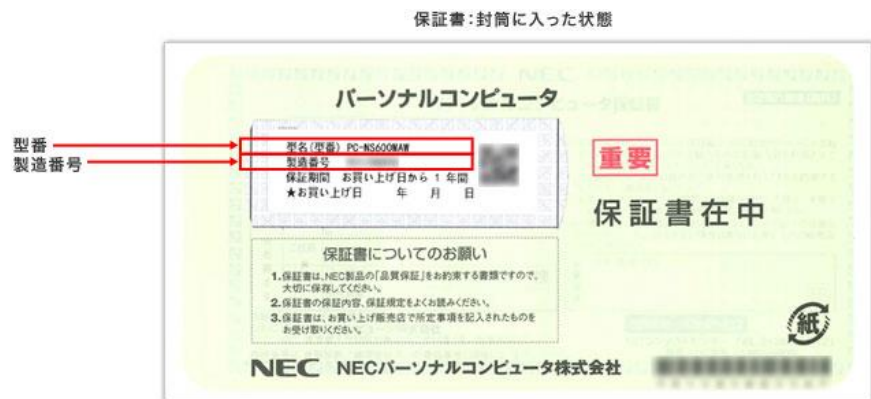 保証書：封筒に入った状態
パーソナルコンピュータ
型番
型名(型番) PC-NS600MAW
製造番号
製造番号
保証期間 お買い上げ日から 1 年間
★お買い上げ日 年 月 日
重要
保証書在中
保証書についてのお願い
1.保証書は、NEC製品の「品質保証」をお約束する書類ですので、
大切に保存してください。
2.保証書の保証内容、保証規定をよくお読みください。
3.保証書は、お買い上げ販売店で所定事項を記入されたものを
お受け取りください。
紙
NEC NECパーソナルコンピュータ株式会社